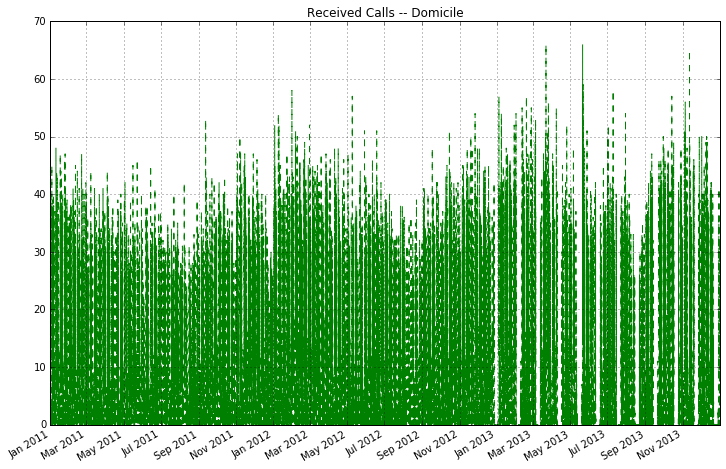 Received Calls -- Domicile
70
60
50
40
30
20
10
0
Jan 2011
Mar 2011
May 2011
Jul 2011
Sep 2011
Nov 2011
Jan 2012
Mar 2012
May 2012
Jul 2012
Sep 2012
Nov 2012
Jan 2013
Mar 2013
May 2013
Jul 2013
Sep 2013
Nov 2013